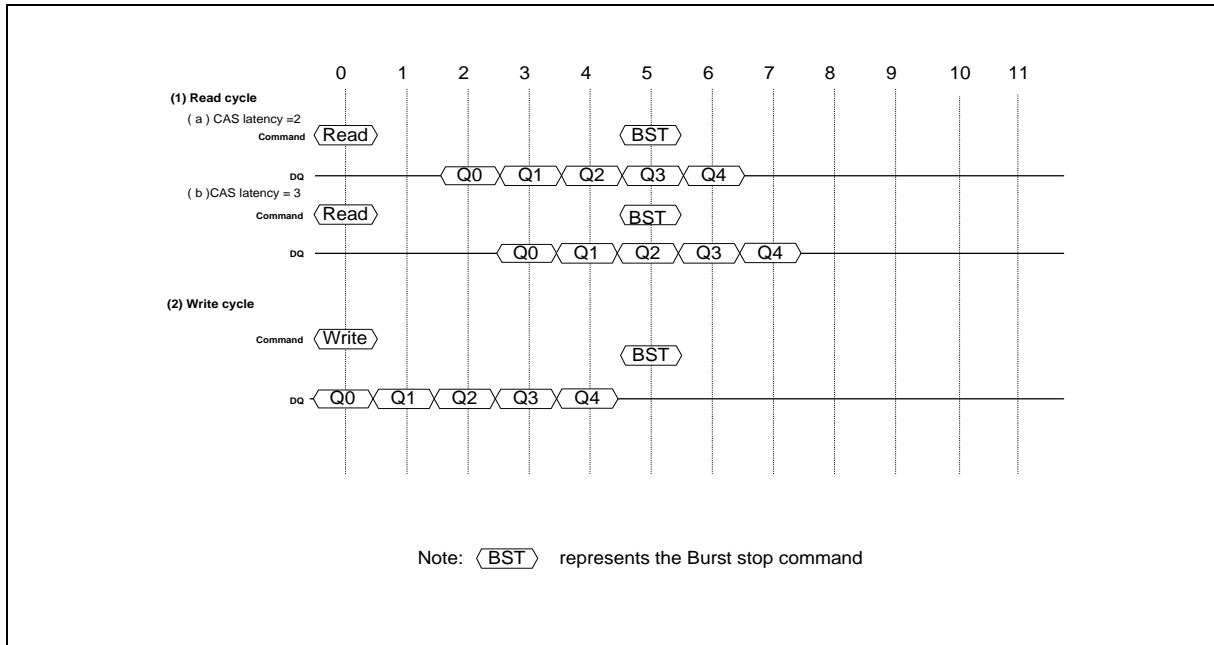 0 1 2 3 4 5 6 7 8 9 10 11
(1) Read cycle
( a ) CAS latency =2
Command Read BST
DQ Q0 Q1 Q2 Q3 Q4
( b )CAS latency = 3
Command Read BST
DQ Q0 Q1 Q2 Q3 Q4
(2) Write cycle
Command Write BST
DQ Q0 Q1 Q2 Q3 Q4
Note: BST represents the Burst stop command